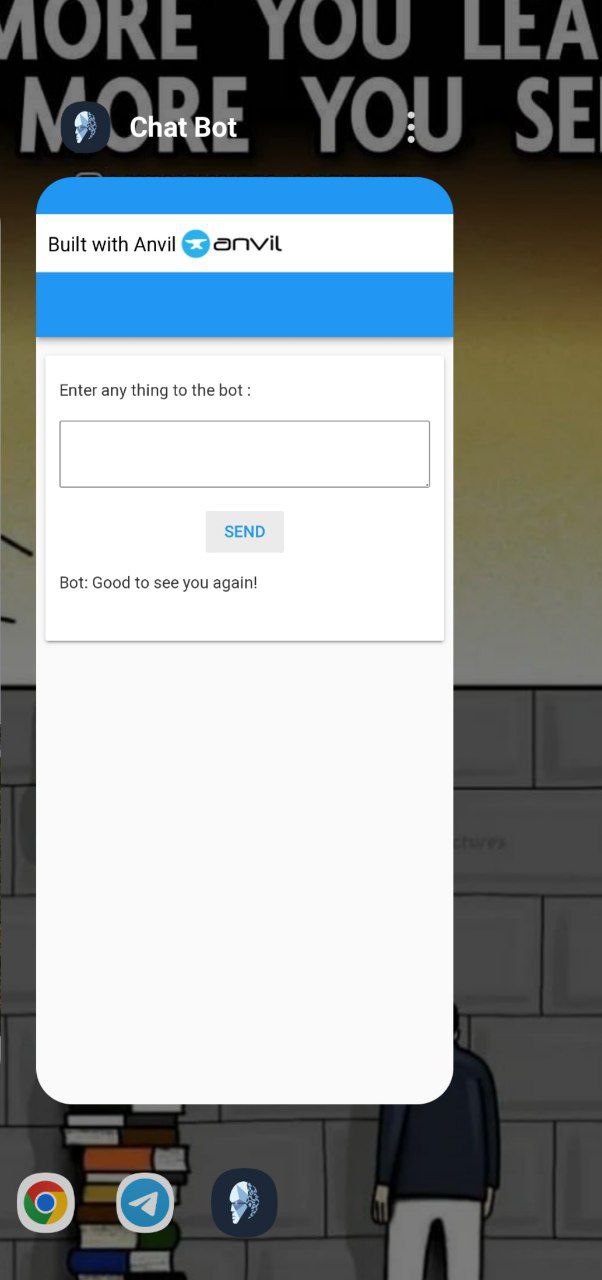 MORE YOU LEA
MORE YOU SE
Chat Bot
Built with Anvil anvil
Enter any thing to the bot :
SEND
Bot: Good to see you again!